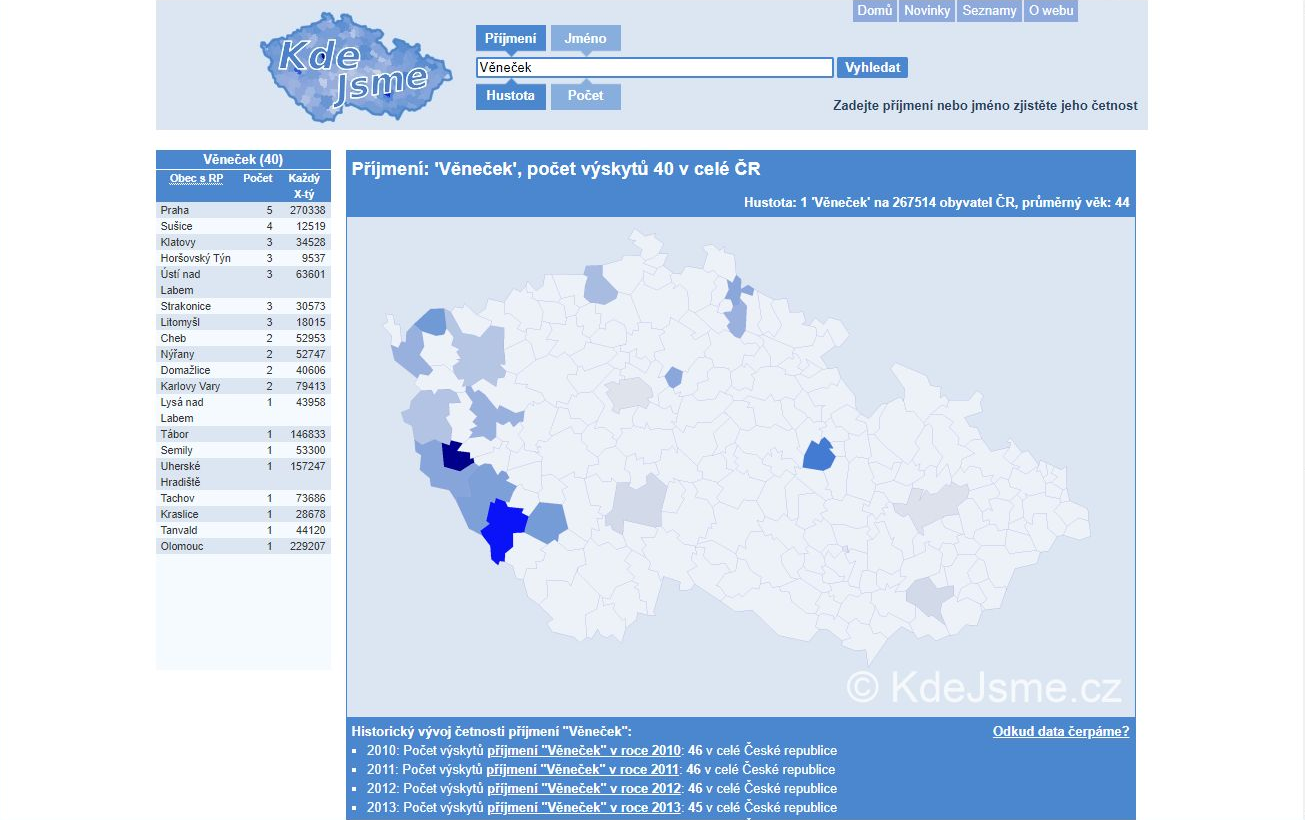 Domů Novinky Seznamy O webu
Kde
Jsme
Příjmení Jméno
Věneček Vyhledat
Hustota Počet
Zadejte příjmení nebo jméno zjistěte jeho četnost
Věneček (40)
Obec s RP Počet Každý
X-tý
Praha 5 270338
Sušice 4 12519
Klatovy 3 34528
Horšovský Týn 3 9537
Ústí nad 3 63601
Labem
Strakonice 3 30573
Litomyšl 3 18015
Cheb 2 52953
Nýřany 2 52747
Domažlice 2 40606
Karlovy Vary 2 79413
Lysá nad 1 43958
Labem
Tábor 1 146833
Semily 1 53300
Uherské 1 157247
Hradiště
Tachov 1 73686
Kraslice 1 28678
Tanvald 1 44120
Olomouc 1 229207
Příjmení: 'Věneček', počet výskytů 40 v celé ČR
Hustota: 1 'Věneček' na 267514 obyvatel ČR, průměrný věk: 44
© KdeJsme.cz
Historický vývoj četnosti příjmení "Věneček":
Odkud data čerpáme?
▪ 2010: Počet výskytů příjmení "Věneček" v roce 2010: 46 v celé České republice
▪ 2011: Počet výskytů příjmení "Věneček" v roce 2011: 46 v celé České republice
▪ 2012: Počet výskytů příjmení "Věneček" v roce 2012: 46 v celé České republice
▪ 2013: Počet výskytů příjmení "Věneček" v roce 2013: 45 v celé České republice